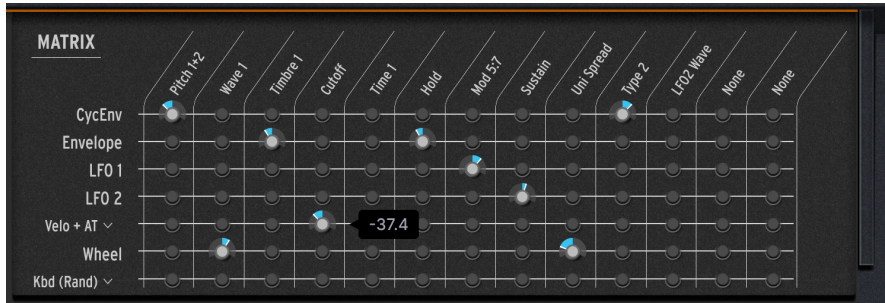 MATRIX
Pitch 1+2
Wave 1
Timbre 1
Cutoff
Time 1
Hold
Mod 5:7
Sustain
Uni Spread
Type 2
LFO2 Wave
None
None
CycEnv
Envelope
LFO 1
LFO 2
Velo + AT
-37.4
Wheel
Kbd (Rand)